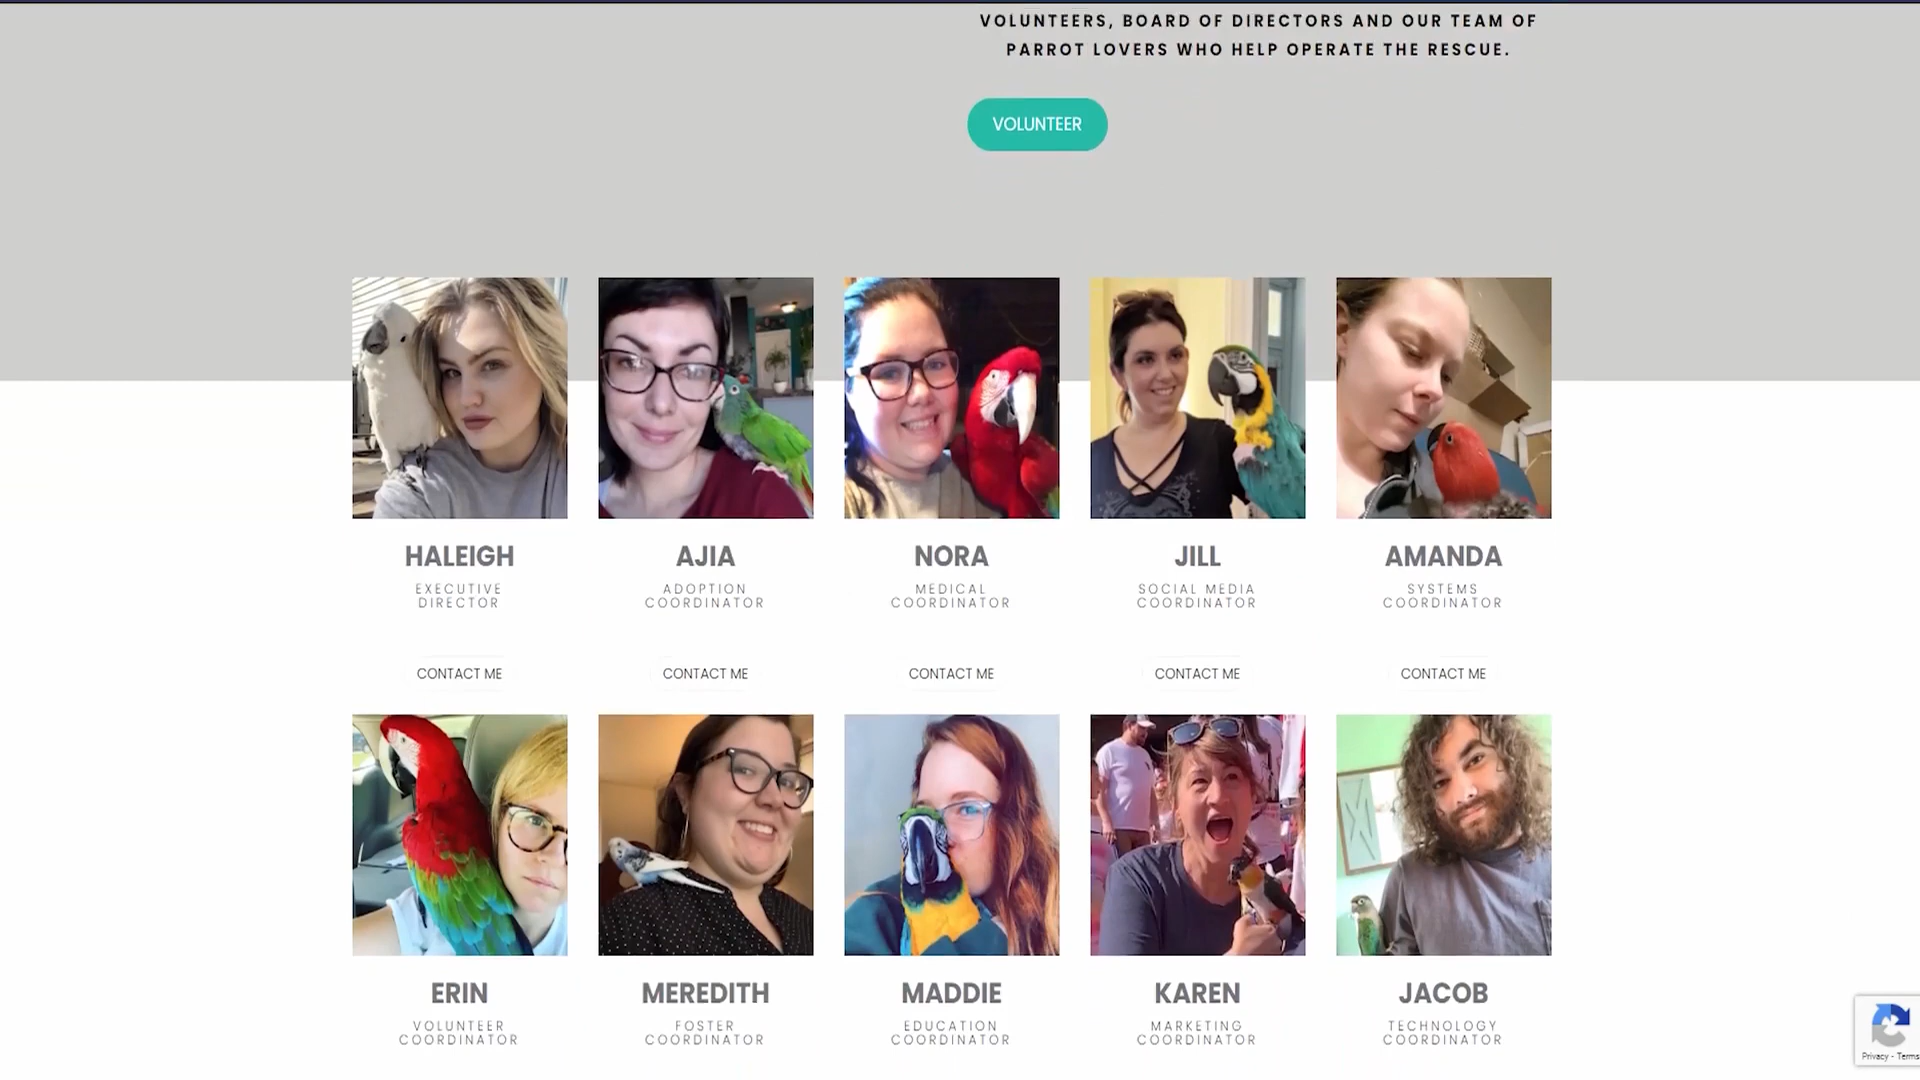 VOLUNTEERS, BOARD OF DIRECTORS AND OUR TEAM OF
PARROT LOVERS WHO HELP OPERATE THE RESCUE.
VOLUNTEER
HALEIGH
EXECUTIVE
DIRECTOR
CONTACT ME
AJIA
ADOPTION
COORDINATOR
CONTACT ME
NORA
MEDICAL
COORDINATOR
CONTACT ME
JILL
SOCIAL MEDIA
COORDINATOR
CONTACT ME
AMANDA
SYSTEMS
COORDINATOR
CONTACT ME
ERIN
VOLUNTEER
COORDINATOR
MEREDITH
FOSTER
COORDINATOR
MADDIE
EDUCATION
COORDINATOR
KAREN
MARKETING
COORDINATOR
JACOB
TECHNOLOGY
COORDINATOR
Privacy - Terms